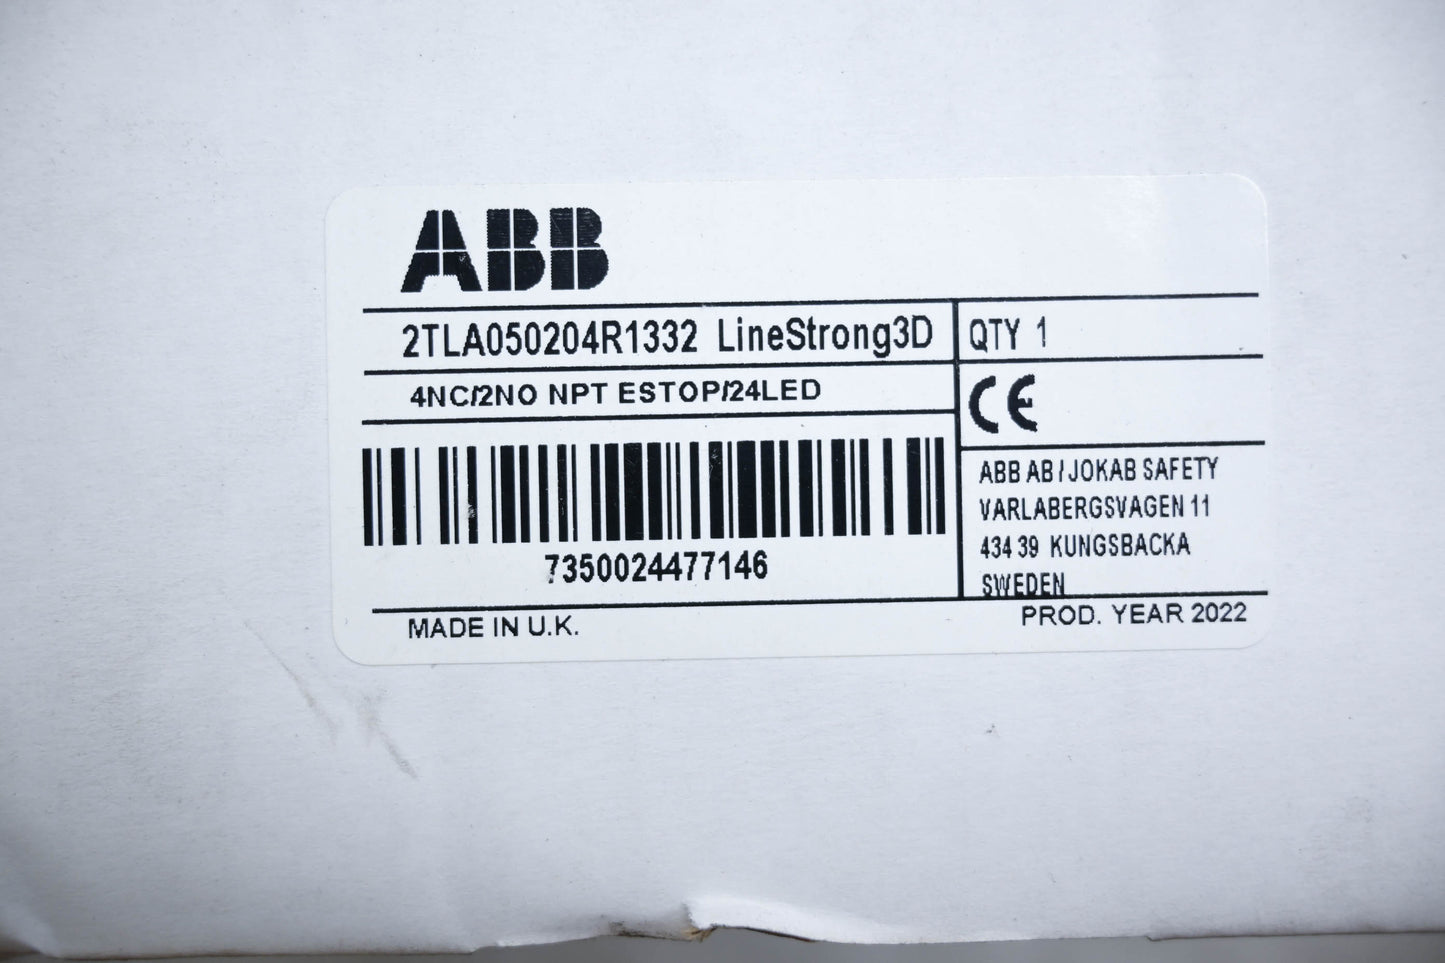 ABB
2TLA050204R1332 LineStrong3D
QTY 1
4NC/2NO NPT ESTOP/24LED
CE
7350024477146
ABB AB / JOKAB SAFETY
VARLABERGSVAGEN 11
434 39 KUNGSBACKA
SWEDEN
MADE IN U.K.
PROD. YEAR 2022